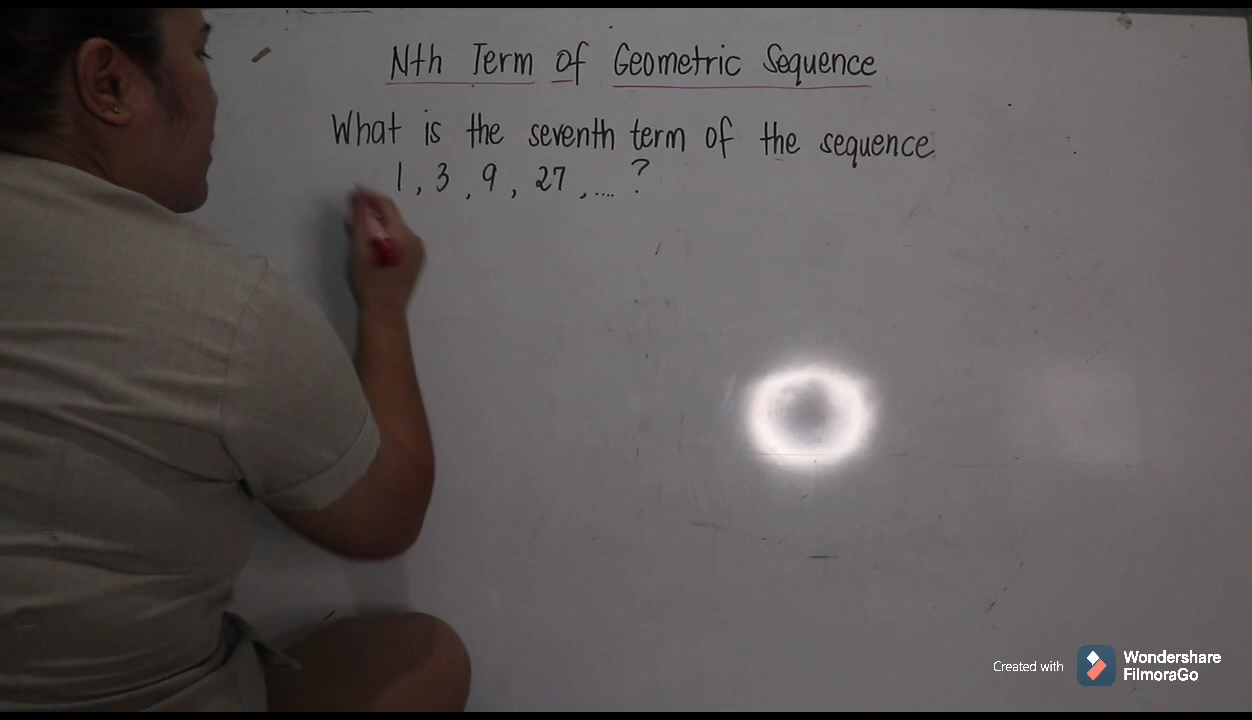 Nth Term of Geometric Sequence
What is the seventh term of the sequence
1, 3, 9, 27, .... ?
Created with
Wondershare
FilmoraGo